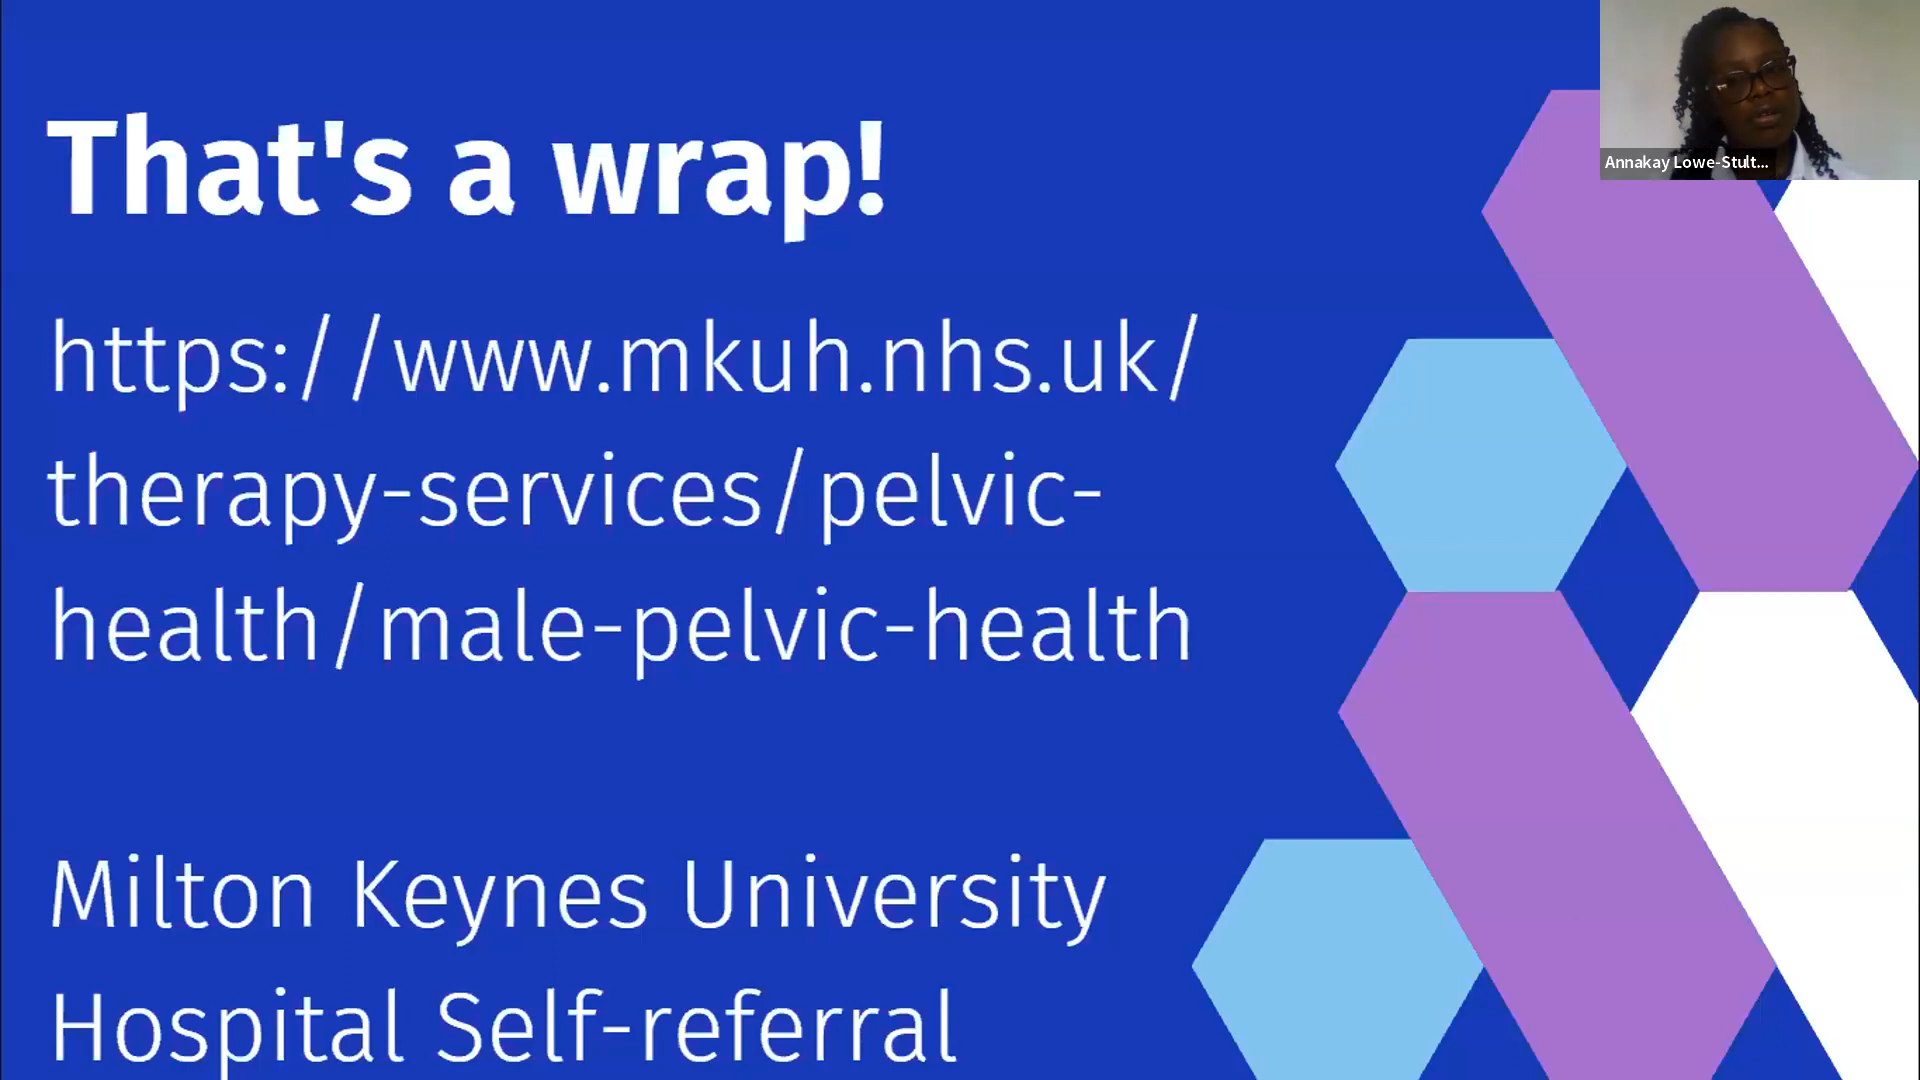 That's a wrap!
https://www.mkuh.nhs.uk/
therapy-services/pelvic-
health/male-pelvic-health
Milton Keynes University
Hospital Self-referral
Annakay Lowe-Stult...